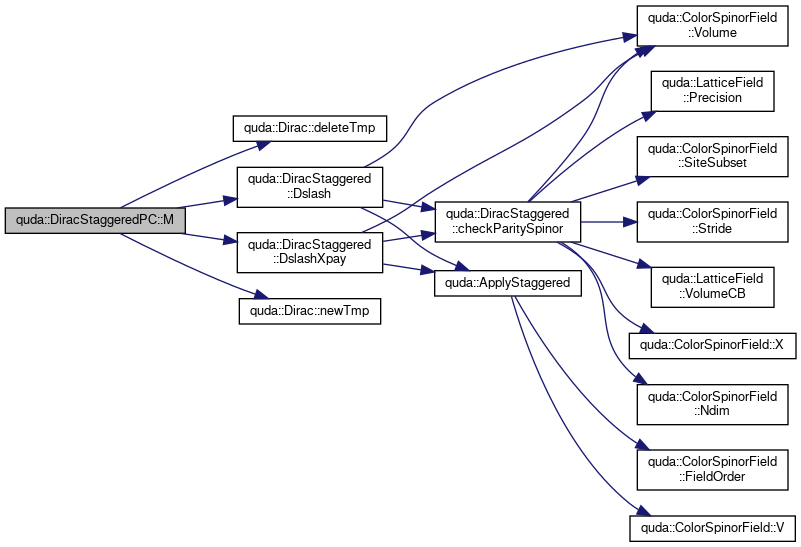 quda::DiracStaggeredPC::M
quda::Dirac::deleteTmp
quda::DiracStaggered
::Dslash
quda::DiracStaggered
::DslashXpay
quda::Dirac::newTmp
quda::DiracStaggered
::checkParitySpinor
quda::ApplyStaggered
quda::ColorSpinorField
::Volume
quda::LatticeField
::Precision
quda::ColorSpinorField
::SiteSubset
quda::ColorSpinorField
::Stride
quda::LatticeField
::VolumeCB
quda::ColorSpinorField::X
quda::ColorSpinorField
::Ndim
quda::ColorSpinorField
::FieldOrder
quda::ColorSpinorField::V